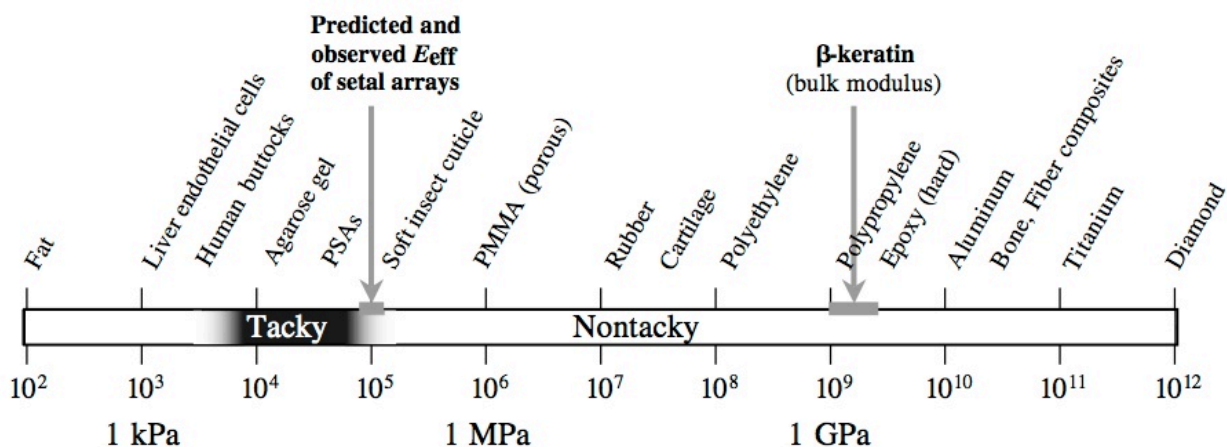 Predicted and
observed Eeff
of setal arrays
β-keratin
(bulk modulus)
Fat
Liver endothelial cells
Human buttocks
Agarose gel
PSAs
Soft insect cuticle
PMMA (porous)
Rubber
Cartilage
Polyethylene
Polypropylene
Epoxy (hard)
Aluminum
Bone, Fiber composites
Titanium
Diamond
Tacky
Nontacky
10² 10³ 10⁴ 10⁵ 10⁶ 10⁷ 10⁸ 10⁹ 10¹⁰ 10¹¹ 10¹²
1 kPa 1 MPa 1 GPa